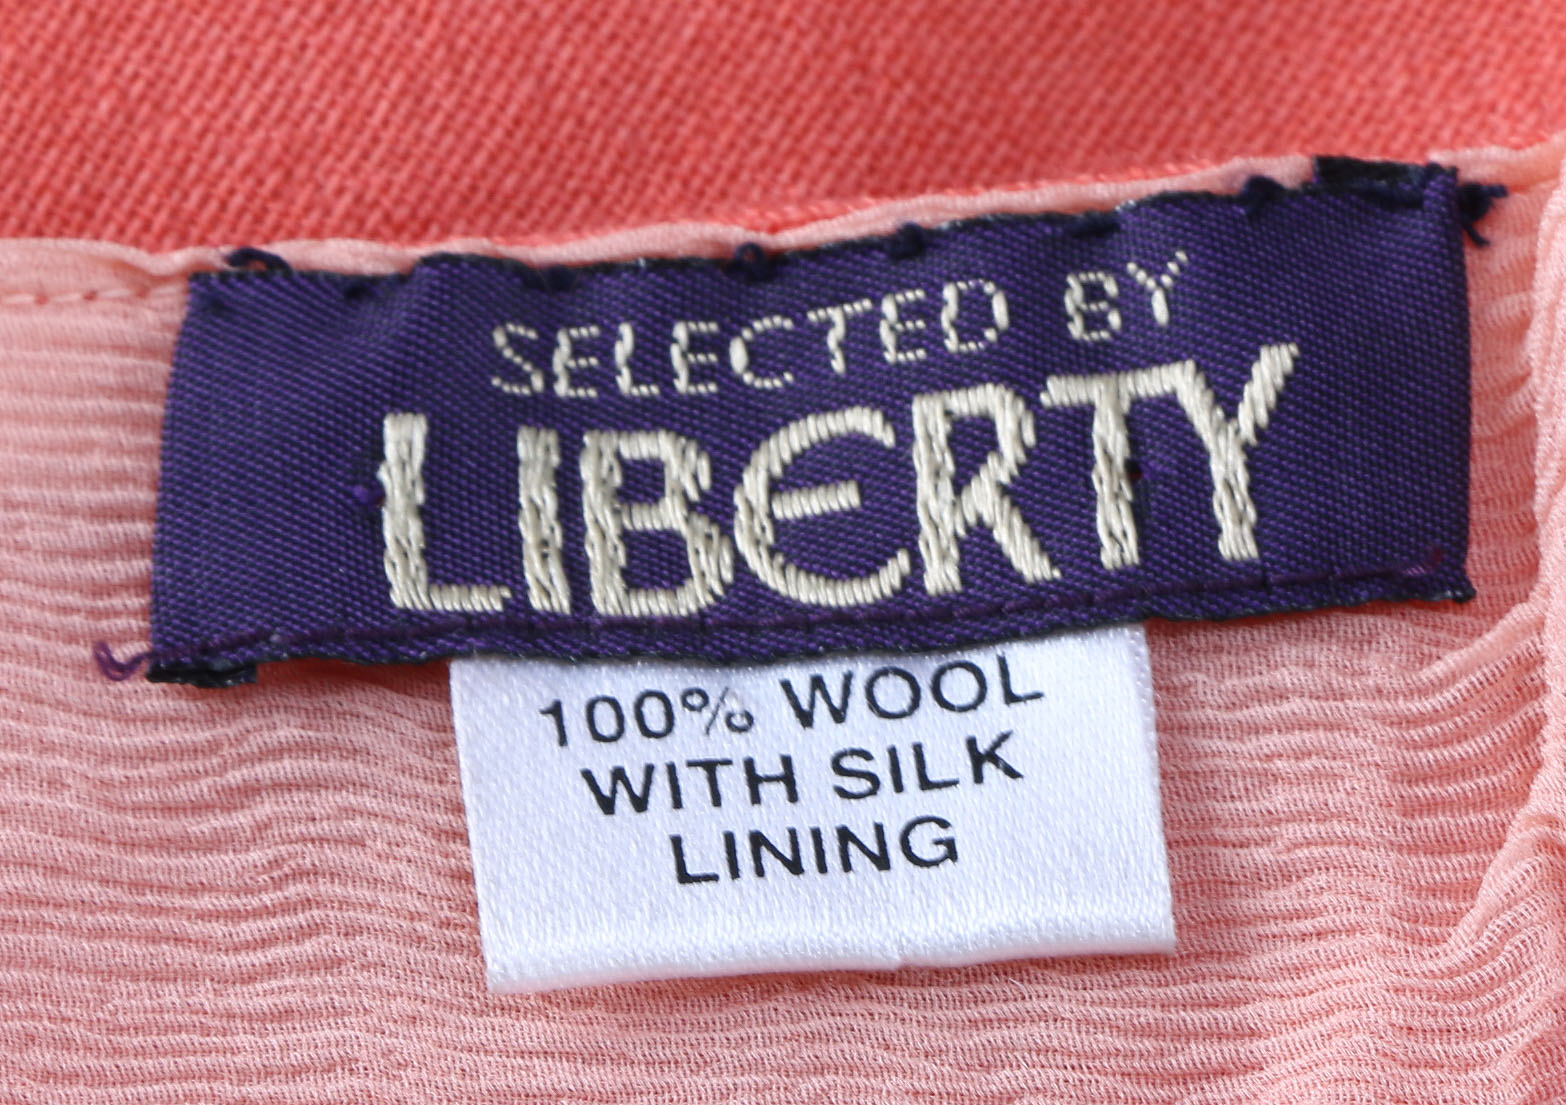 SELECTED BY
LIBERTY
100% WOOL
WITH SILK
LINING